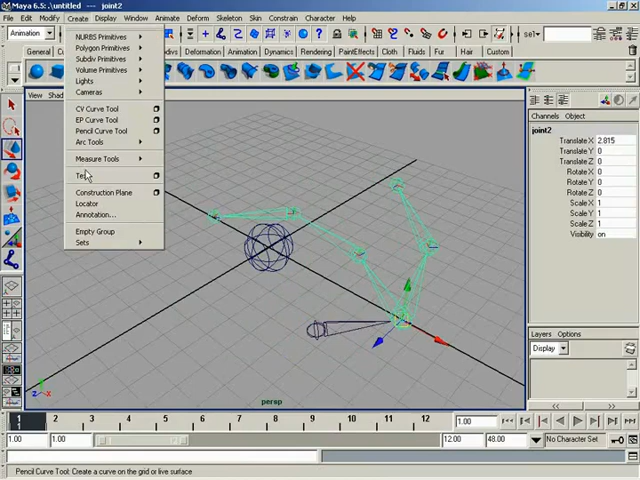 Maya 6.5: .\untitled --- joint2
File Edit Modify Create Display Window Animate Deform Skeleton Skin Constrain Character
Animation
General Cu Subdivs Deformation Animation Dynamics Rendering PaintEffects Cloth Fluids Fur Hair Custom
View Shad
NURBS Primitives
Polygon Primitives
Subdiv Primitives
Volume Primitives
Lights
Cameras
CV Curve Tool
EP Curve Tool
Pencil Curve Tool
Arc Tools
Measure Tools
Te
Construction Plane
Locator
Annotation...
Empty Group
Sets
Channels Object
joint2
Translate X 2.815
Translate Y 0
Translate Z 0
Rotate X 0
Rotate Y 0
Rotate Z 0
Scale X 1
Scale Y 1
Scale Z 1
Visibility on
Layers Options
Display
persp
y z x
1 2 3 4 5 6 7 8 9 10 11 12 1.00
1.00 1.00 12.00 48.00 No Character Set
Pencil Curve Tool: Create a curve on the grid or live surface